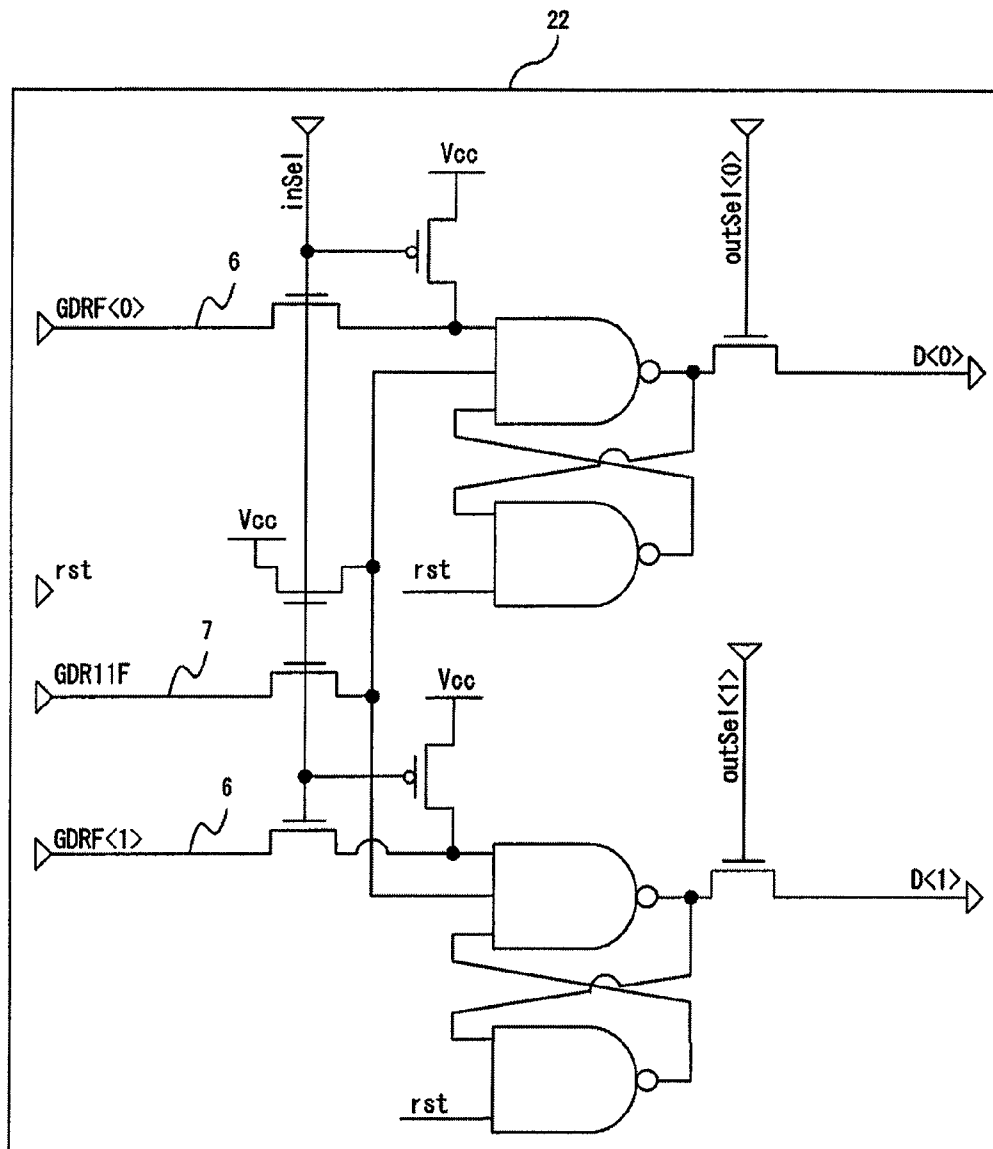 22
inSel
Vcc
outSel<0>
6
GDRF<0>
D<0>
Vcc
rst
rst
7
GDR11F
Vcc
outSel<1>
6
GDRF<1>
D<1>
rst